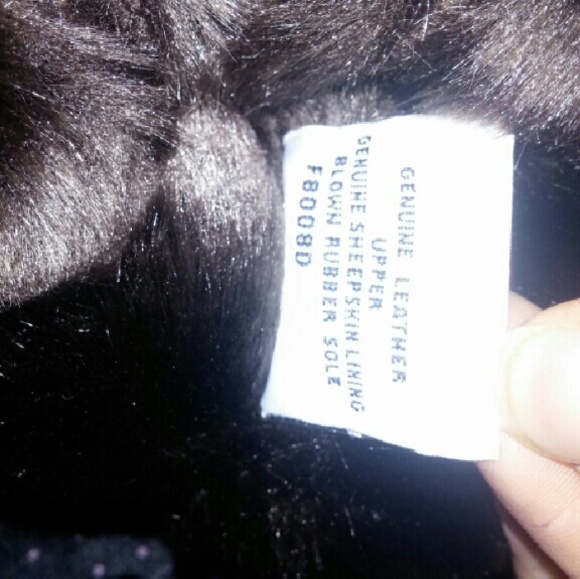 GENUINE LEATHER
UPPER
GENUINE SHEEPSKIN LINING
BLOWN RUBBER SOLE
F8008D